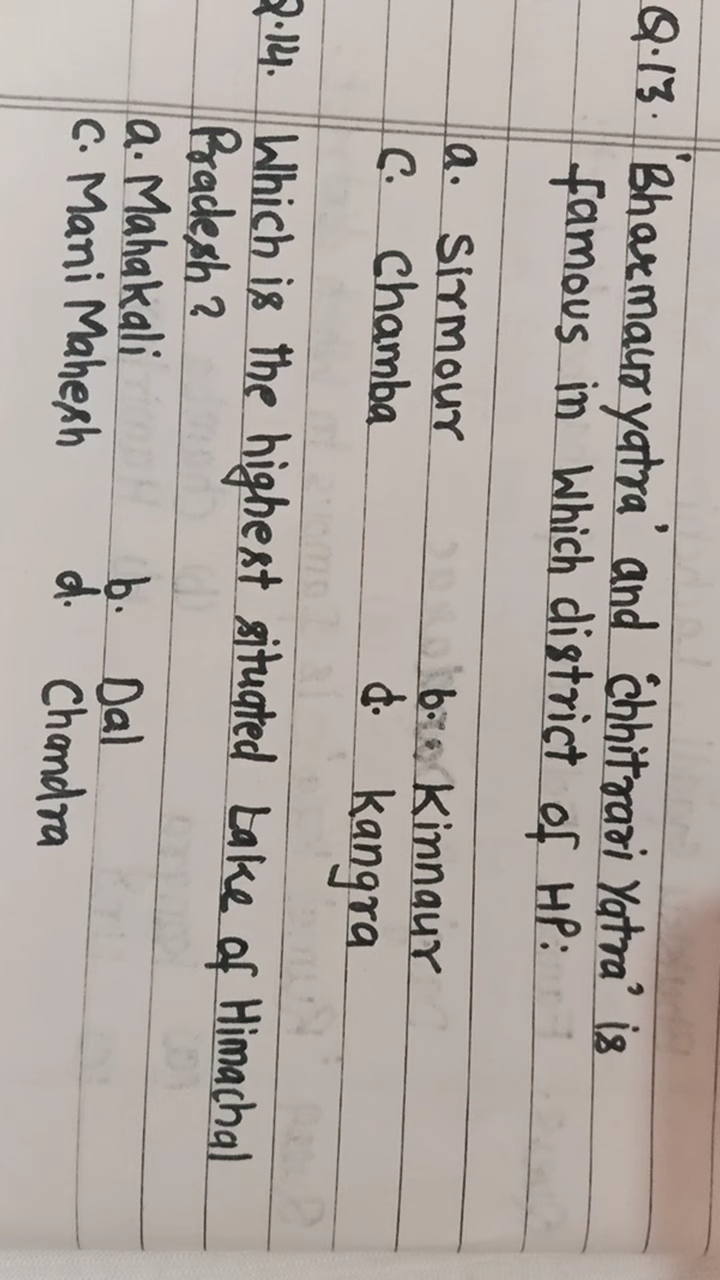 Q.13. 'Bharmaur yatra' and 'Chhitrari Yatra' is
famous in Which district of HP:
a. Sirmour b. Kinnaur
c. Chamba d. Kangra
Q.14. Which is the highest situated Lake of Himachal
Pradesh?
a. Mahakali b. Dal
c. Mani Mahesh d. Chandra